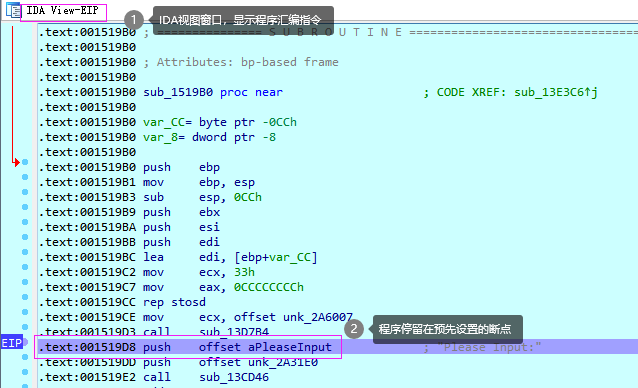 IDA View-EIP
1 IDA视图窗口，显示程序汇编指令
.text:001519B0 ; =============== S U B R O U T I N E =======================================
.text:001519B0
.text:001519B0 ; Attributes: bp-based frame
.text:001519B0
.text:001519B0 sub_1519B0 proc near ; CODE XREF: sub_13E3C6↑j
.text:001519B0
.text:001519B0 var_CC= byte ptr -0CCh
.text:001519B0 var_8= dword ptr -8
.text:001519B0
.text:001519B0 push ebp
.text:001519B1 mov ebp, esp
.text:001519B3 sub esp, 0CCh
.text:001519B9 push ebx
.text:001519BA push esi
.text:001519BB push edi
.text:001519BC lea edi, [ebp+var_CC]
.text:001519C2 mov ecx, 33h
.text:001519C7 mov eax, 0CCCCCCCCh
.text:001519CC rep stosd
.text:001519CE mov ecx, offset unk_2A6007
.text:001519D3 call sub_13D7B4
2 程序停留在预先设置的断点
EIP .text:001519D8 push offset aPleaseInput ; "Please Input:"
.text:001519DD push offset unk_2A31E0
.text:001519E2 call sub_13CD46